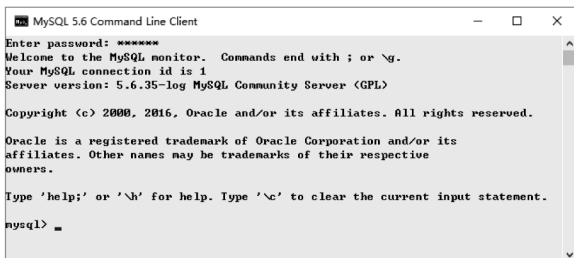 MySQL 5.6 Command Line Client
Enter password: ******
Welcome to the MySQL monitor.  Commands end with ; or \g.
Your MySQL connection id is 1
Server version: 5.6.35-log MySQL Community Server (GPL)
Copyright (c) 2000, 2016, Oracle and/or its affiliates. All rights reserved.
Oracle is a registered trademark of Oracle Corporation and/or its
affiliates. Other names may be trademarks of their respective
owners.
Type 'help;' or '\h' for help. Type '\c' to clear the current input statement.
mysql> _